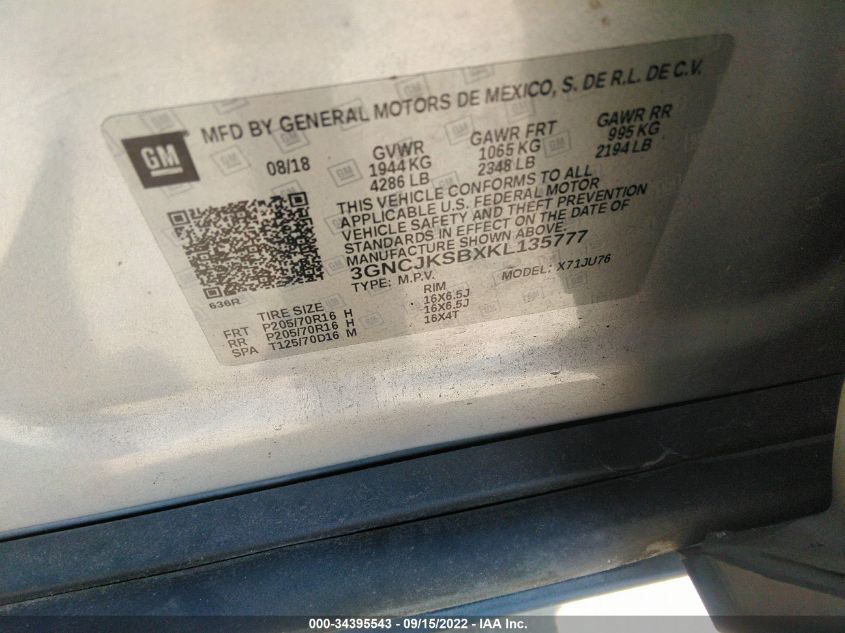 GM
MFD BY GENERAL MOTORS DE MEXICO, S. DE R.L. DE C.V.
08/18
GVWR
1944 KG
4286 LB
GAWR FRT
1065 KG
2348 LB
GAWR RR
995 KG
2194 LB
THIS VEHICLE CONFORMS TO ALL
APPLICABLE U.S. FEDERAL MOTOR
VEHICLE SAFETY AND THEFT PREVENTION
STANDARDS IN EFFECT ON THE DATE OF
MANUFACTURE SHOWN ABOVE.
3GNCJKSBXKL135777
TYPE: M.P.V. MODEL: X71JU76
636R
TIRE SIZE RIM
FRT P205/70R16 H 16X6.5J
RR P205/70R16 H 16X6.5J
SPA T125/70D16 M 16X4T
000-34395543 - 09/15/2022 - IAA Inc.